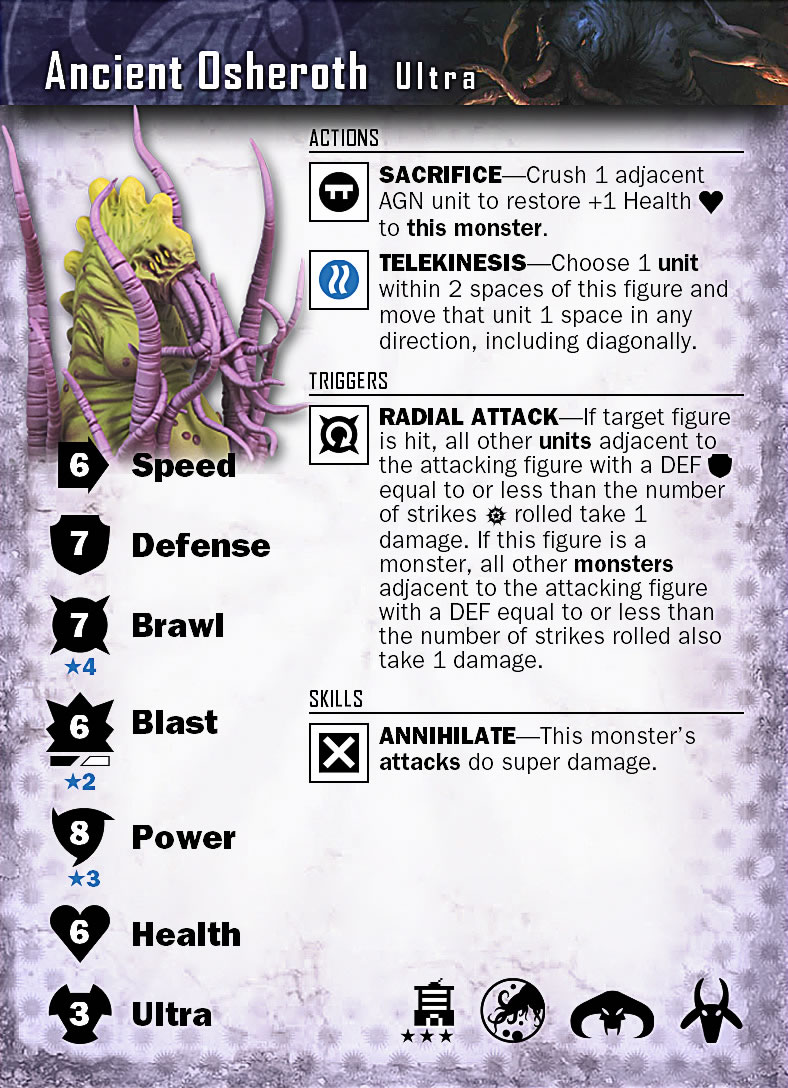 Ancient Osheroth Ultra
ACTIONS
SACRIFICE—Crush 1 adjacent
AGN unit to restore +1 Health
to this monster.
TELEKINESIS—Choose 1 unit
within 2 spaces of this figure and
move that unit 1 space in any
direction, including diagonally.
TRIGGERS
RADIAL ATTACK—If target figure
is hit, all other units adjacent to
the attacking figure with a DEF
equal to or less than the number
of strikes rolled take 1
damage. If this figure is a
monster, all other monsters
adjacent to the attacking figure
with a DEF equal to or less than
the number of strikes rolled also
take 1 damage.
SKILLS
ANNIHILATE—This monster's
attacks do super damage.
6 Speed
7 Defense
7 Brawl
★4
6 Blast
★2
8 Power
★3
6 Health
3 Ultra
★★★